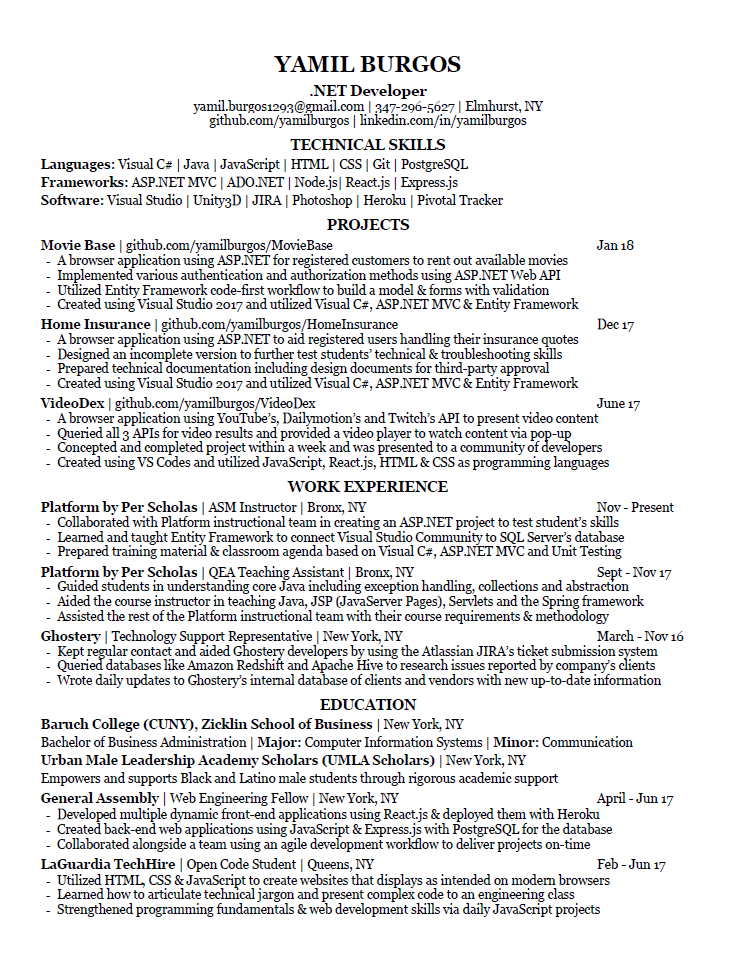 YAMIL BURGOS
.NET Developer
yamil.burgos1293@gmail.com | 347-296-5627 | Elmhurst, NY
github.com/yamilburgos | linkedin.com/in/yamilburgos
TECHNICAL SKILLS
Languages: Visual C# | Java | JavaScript | HTML | CSS | Git | PostgreSQL
Frameworks: ASP.NET MVC | ADO.NET | Node.js| React.js | Express.js
Software: Visual Studio | Unity3D | JIRA | Photoshop | Heroku | Pivotal Tracker
PROJECTS
Movie Base | github.com/yamilburgos/MovieBase Jan 18
- A browser application using ASP.NET for registered customers to rent out available movies
- Implemented various authentication and authorization methods using ASP.NET Web API
- Utilized Entity Framework code-first workflow to build a model & forms with validation
- Created using Visual Studio 2017 and utilized Visual C#, ASP.NET MVC & Entity Framework
Home Insurance | github.com/yamilburgos/HomeInsurance Dec 17
- A browser application using ASP.NET to aid registered users handling their insurance quotes
- Designed an incomplete version to further test students' technical & troubleshooting skills
- Prepared technical documentation including design documents for third-party approval
- Created using Visual Studio 2017 and utilized Visual C#, ASP.NET MVC & Entity Framework
VideoDex | github.com/yamilburgos/VideoDex June 17
- A browser application using YouTube's, Dailymotion's and Twitch's API to present video content
- Queried all 3 APIs for video results and provided a video player to watch content via pop-up
- Concepted and completed project within a week and was presented to a community of developers
- Created using VS Codes and utilized JavaScript, React.js, HTML & CSS as programming languages
WORK EXPERIENCE
Platform by Per Scholas | ASM Instructor | Bronx, NY Nov - Present
- Collaborated with Platform instructional team in creating an ASP.NET project to test student's skills
- Learned and taught Entity Framework to connect Visual Studio Community to SQL Server's database
- Prepared training material & classroom agenda based on Visual C#, ASP.NET MVC and Unit Testing
Platform by Per Scholas | QEA Teaching Assistant | Bronx, NY Sept - Nov 17
- Guided students in understanding core Java including exception handling, collections and abstraction
- Aided the course instructor in teaching Java, JSP (JavaServer Pages), Servlets and the Spring framework
- Assisted the rest of the Platform instructional team with their course requirements & methodology
Ghostery | Technology Support Representative | New York, NY March - Nov 16
- Kept regular contact and aided Ghostery developers by using the Atlassian JIRA's ticket submission system
- Queried databases like Amazon Redshift and Apache Hive to research issues reported by company's clients
- Wrote daily updates to Ghostery's internal database of clients and vendors with new up-to-date information
EDUCATION
Baruch College (CUNY), Zicklin School of Business | New York, NY
Bachelor of Business Administration | Major: Computer Information Systems | Minor: Communication
Urban Male Leadership Academy Scholars (UMLA Scholars) | New York, NY
Empowers and supports Black and Latino male students through rigorous academic support
General Assembly | Web Engineering Fellow | New York, NY April - Jun 17
- Developed multiple dynamic front-end applications using React.js & deployed them with Heroku
- Created back-end web applications using JavaScript & Express.js with PostgreSQL for the database
- Collaborated alongside a team using an agile development workflow to deliver projects on-time
LaGuardia TechHire | Open Code Student | Queens, NY Feb - Jun 17
- Utilized HTML, CSS & JavaScript to create websites that displays as intended on modern browsers
- Learned how to articulate technical jargon and present complex code to an engineering class
- Strengthened programming fundamentals & web development skills via daily JavaScript projects